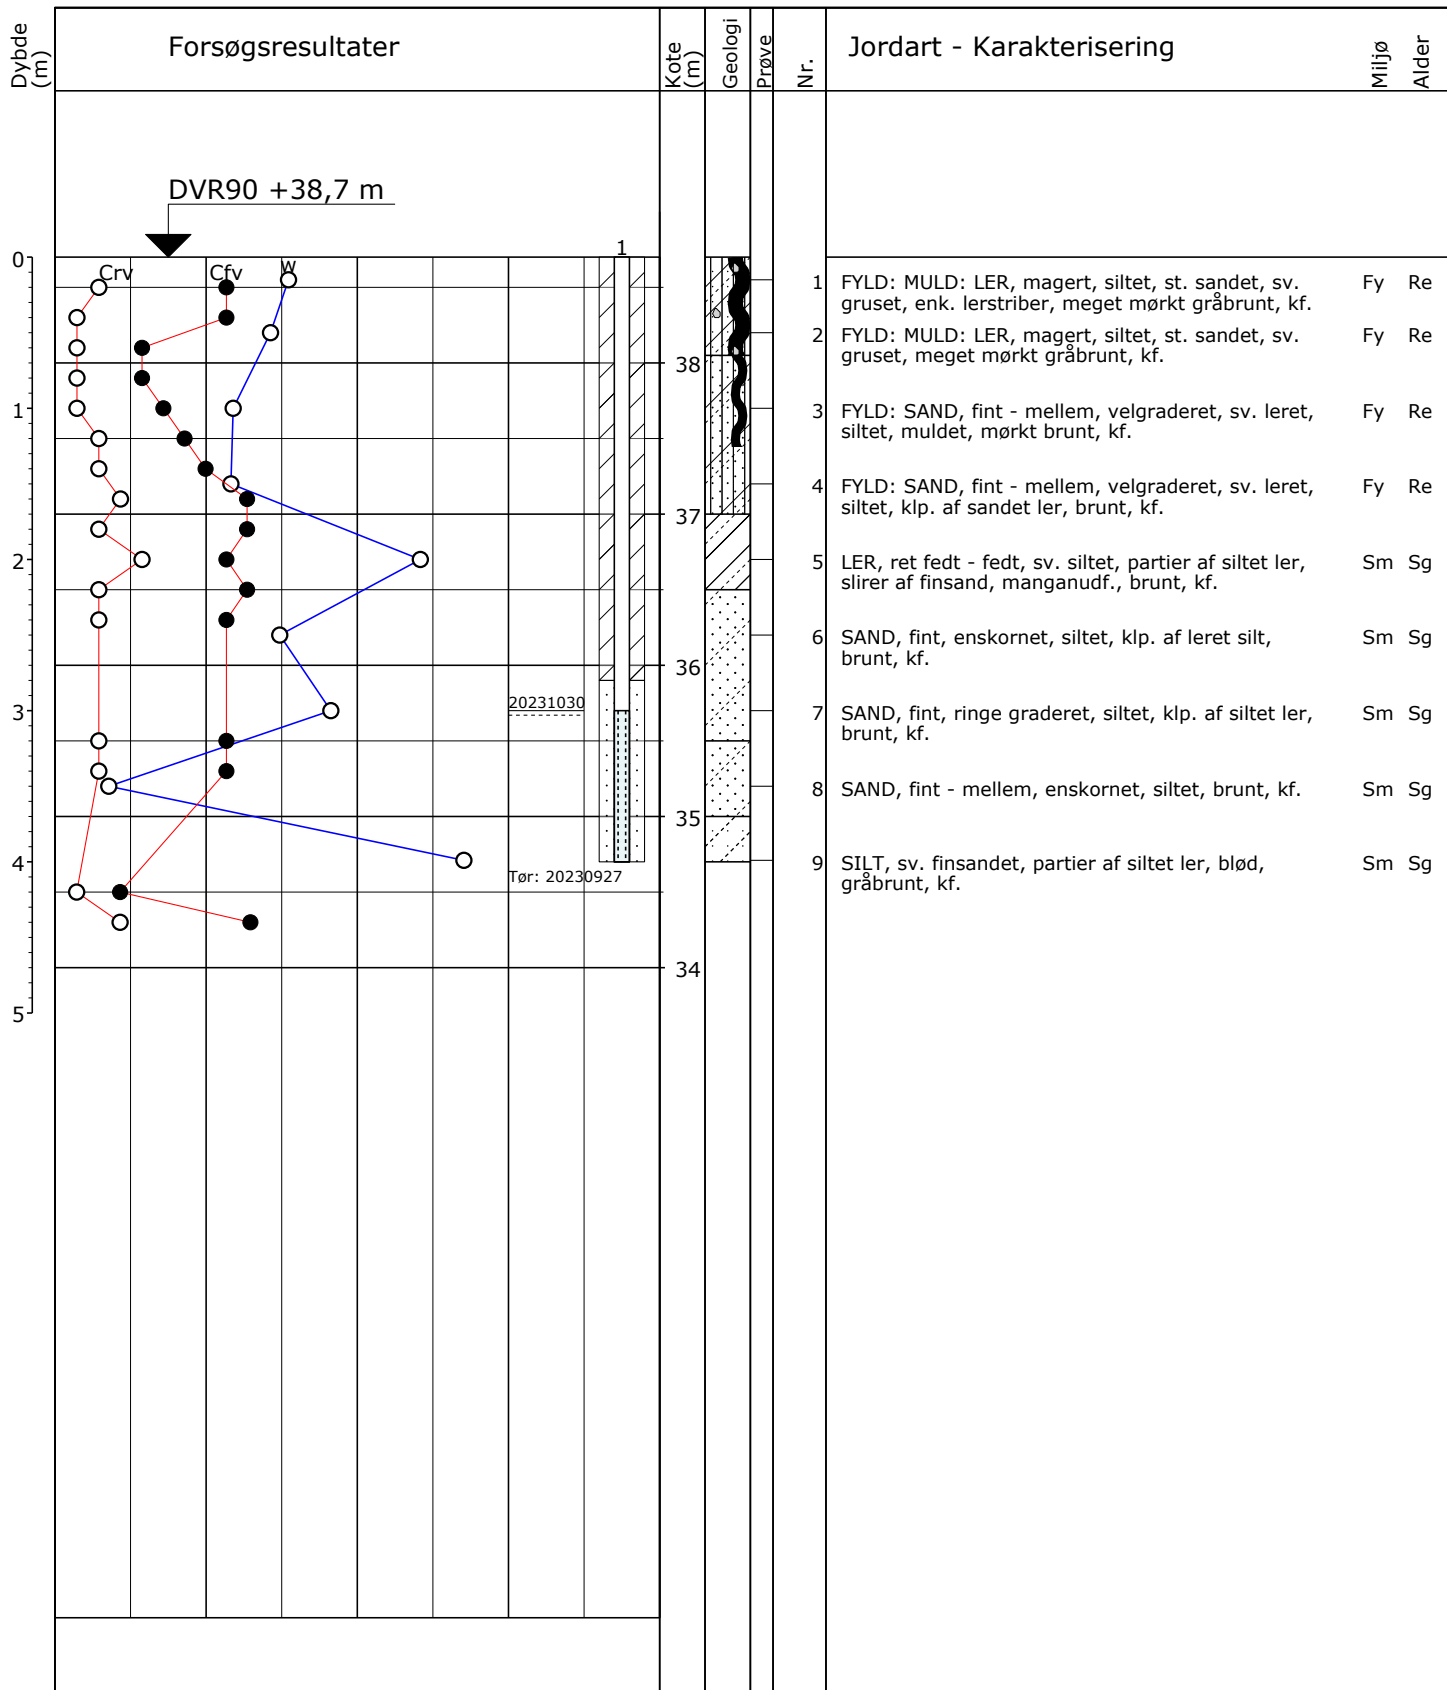 Dybde (m)
Forsøgsresultater
Kote (m)
Geologi
Prøve
Nr.
Jordart - Karakterisering
Miljø
Alder
DVR90 +38,7 m
1
0
Crv
Cfv
w
1 FYLD: MULD: LER, magert, siltet, st. sandet, sv. Fy Re
gruset, enk. lerstriber, meget mørkt gråbrunt, kf.
2 FYLD: MULD: LER, magert, siltet, st. sandet, sv. Fy Re
gruset, meget mørkt gråbrunt, kf.
38
1
3 FYLD: SAND, fint - mellem, velgraderet, sv. leret, Fy Re
siltet, muldet, mørkt brunt, kf.
4 FYLD: SAND, fint - mellem, velgraderet, sv. leret, Fy Re
siltet, klp. af sandet ler, brunt, kf.
37
2
5 LER, ret fedt - fedt, sv. siltet, partier af siltet ler, Sm Sg
slirer af finsand, manganudf., brunt, kf.
6 SAND, fint, enskornet, siltet, klp. af leret silt, Sm Sg
brunt, kf.
36
20231030
3
7 SAND, fint, ringe graderet, siltet, klp. af siltet ler, Sm Sg
brunt, kf.
8 SAND, fint - mellem, enskornet, siltet, brunt, kf. Sm Sg
35
4
9 SILT, sv. finsandet, partier af siltet ler, blød, Sm Sg
gråbrunt, kf.
Tør: 20230927
34
5